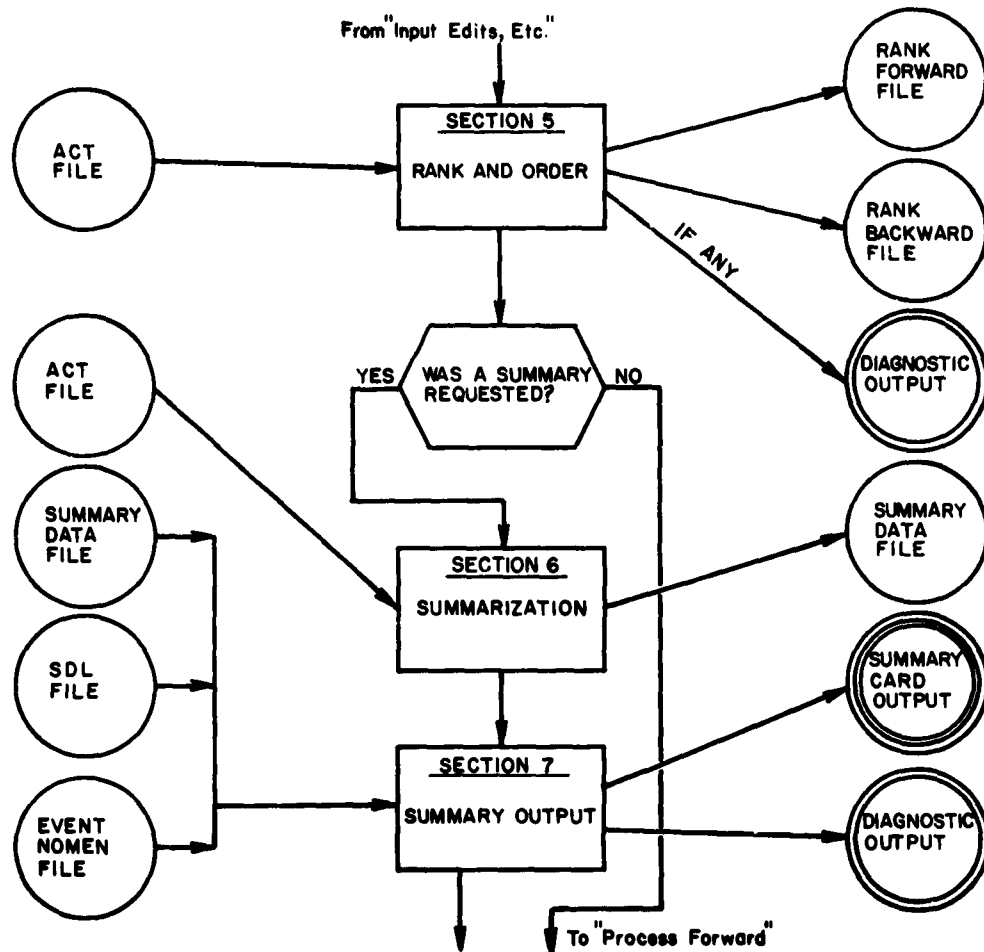 From "Input Edits, Etc."
ACT
FILE
SECTION 5
RANK AND ORDER
RANK
FORWARD
FILE
RANK
BACKWARD
FILE
IF ANY
DIAGNOSTIC
OUTPUT
ACT
FILE
YES
WAS A SUMMARY
REQUESTED?
NO
SUMMARY
DATA
FILE
SECTION 6
SUMMARIZATION
SUMMARY
DATA
FILE
SDL
FILE
SUMMARY
CARD
OUTPUT
EVENT
NOMEN
FILE
SECTION 7
SUMMARY OUTPUT
DIAGNOSTIC
OUTPUT
To "Process Forward"